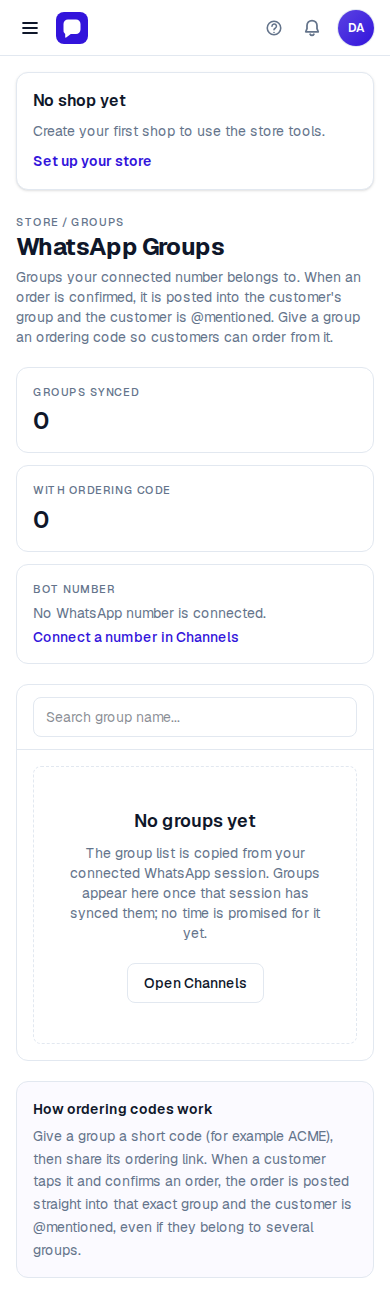 DA
No shop yet
Create your first shop to use the store tools.
Set up your store
STORE / GROUPS
WhatsApp Groups
Groups your connected number belongs to. When an
order is confirmed, it is posted into the customer's
group and the customer is @mentioned. Give a group
an ordering code so customers can order from it.
GROUPS SYNCED
0
WITH ORDERING CODE
0
BOT NUMBER
No WhatsApp number is connected.
Connect a number in Channels
Search group name...
No groups yet
The group list is copied from your
connected WhatsApp session. Groups
appear here once that session has
synced them; no time is promised for it
yet.
Open Channels
How ordering codes work
Give a group a short code (for example ACME),
then share its ordering link. When a customer
taps it and confirms an order, the order is posted
straight into that exact group and the customer is
@mentioned, even if they belong to several
groups.